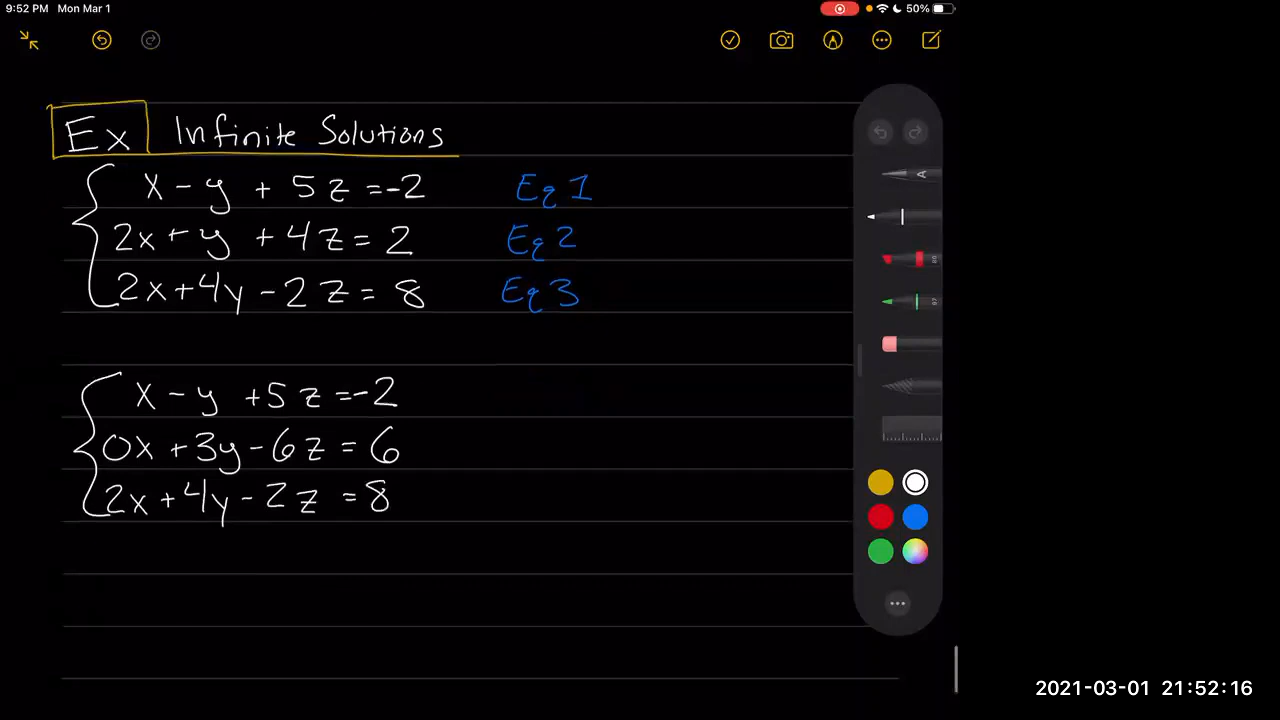 9:52 PM Mon Mar 1 50%
Ex Infinite Solutions
x - y + 5z = -2 Eq 1
2x + y + 4z = 2 Eq 2
2x + 4y - 2z = 8 Eq 3
x - y + 5z = -2
0x + 3y - 6z = 6
2x + 4y - 2z = 8
2021-03-01 21:52:16